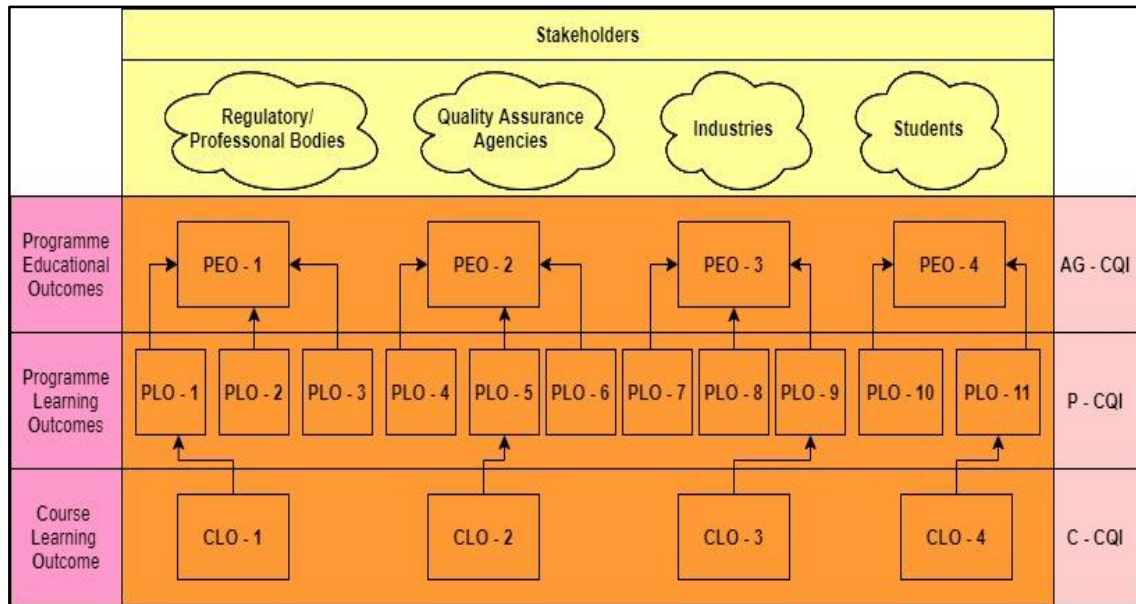 Stakeholders
Regulatory/
Professonal Bodies
Quality Assurance
Agencies
Industries
Students
Programme
Educational
Outcomes
PEO - 1
PEO - 2
PEO - 3
PEO - 4
AG - CQI
Programme
Learning
Outcomes
PLO - 1
PLO - 2
PLO - 3
PLO - 4
PLO - 5
PLO - 6
PLO - 7
PLO - 8
PLO - 9
PLO - 10
PLO - 11
P - CQI
Course
Learning
Outcome
CLO - 1
CLO - 2
CLO - 3
CLO - 4
C - CQI